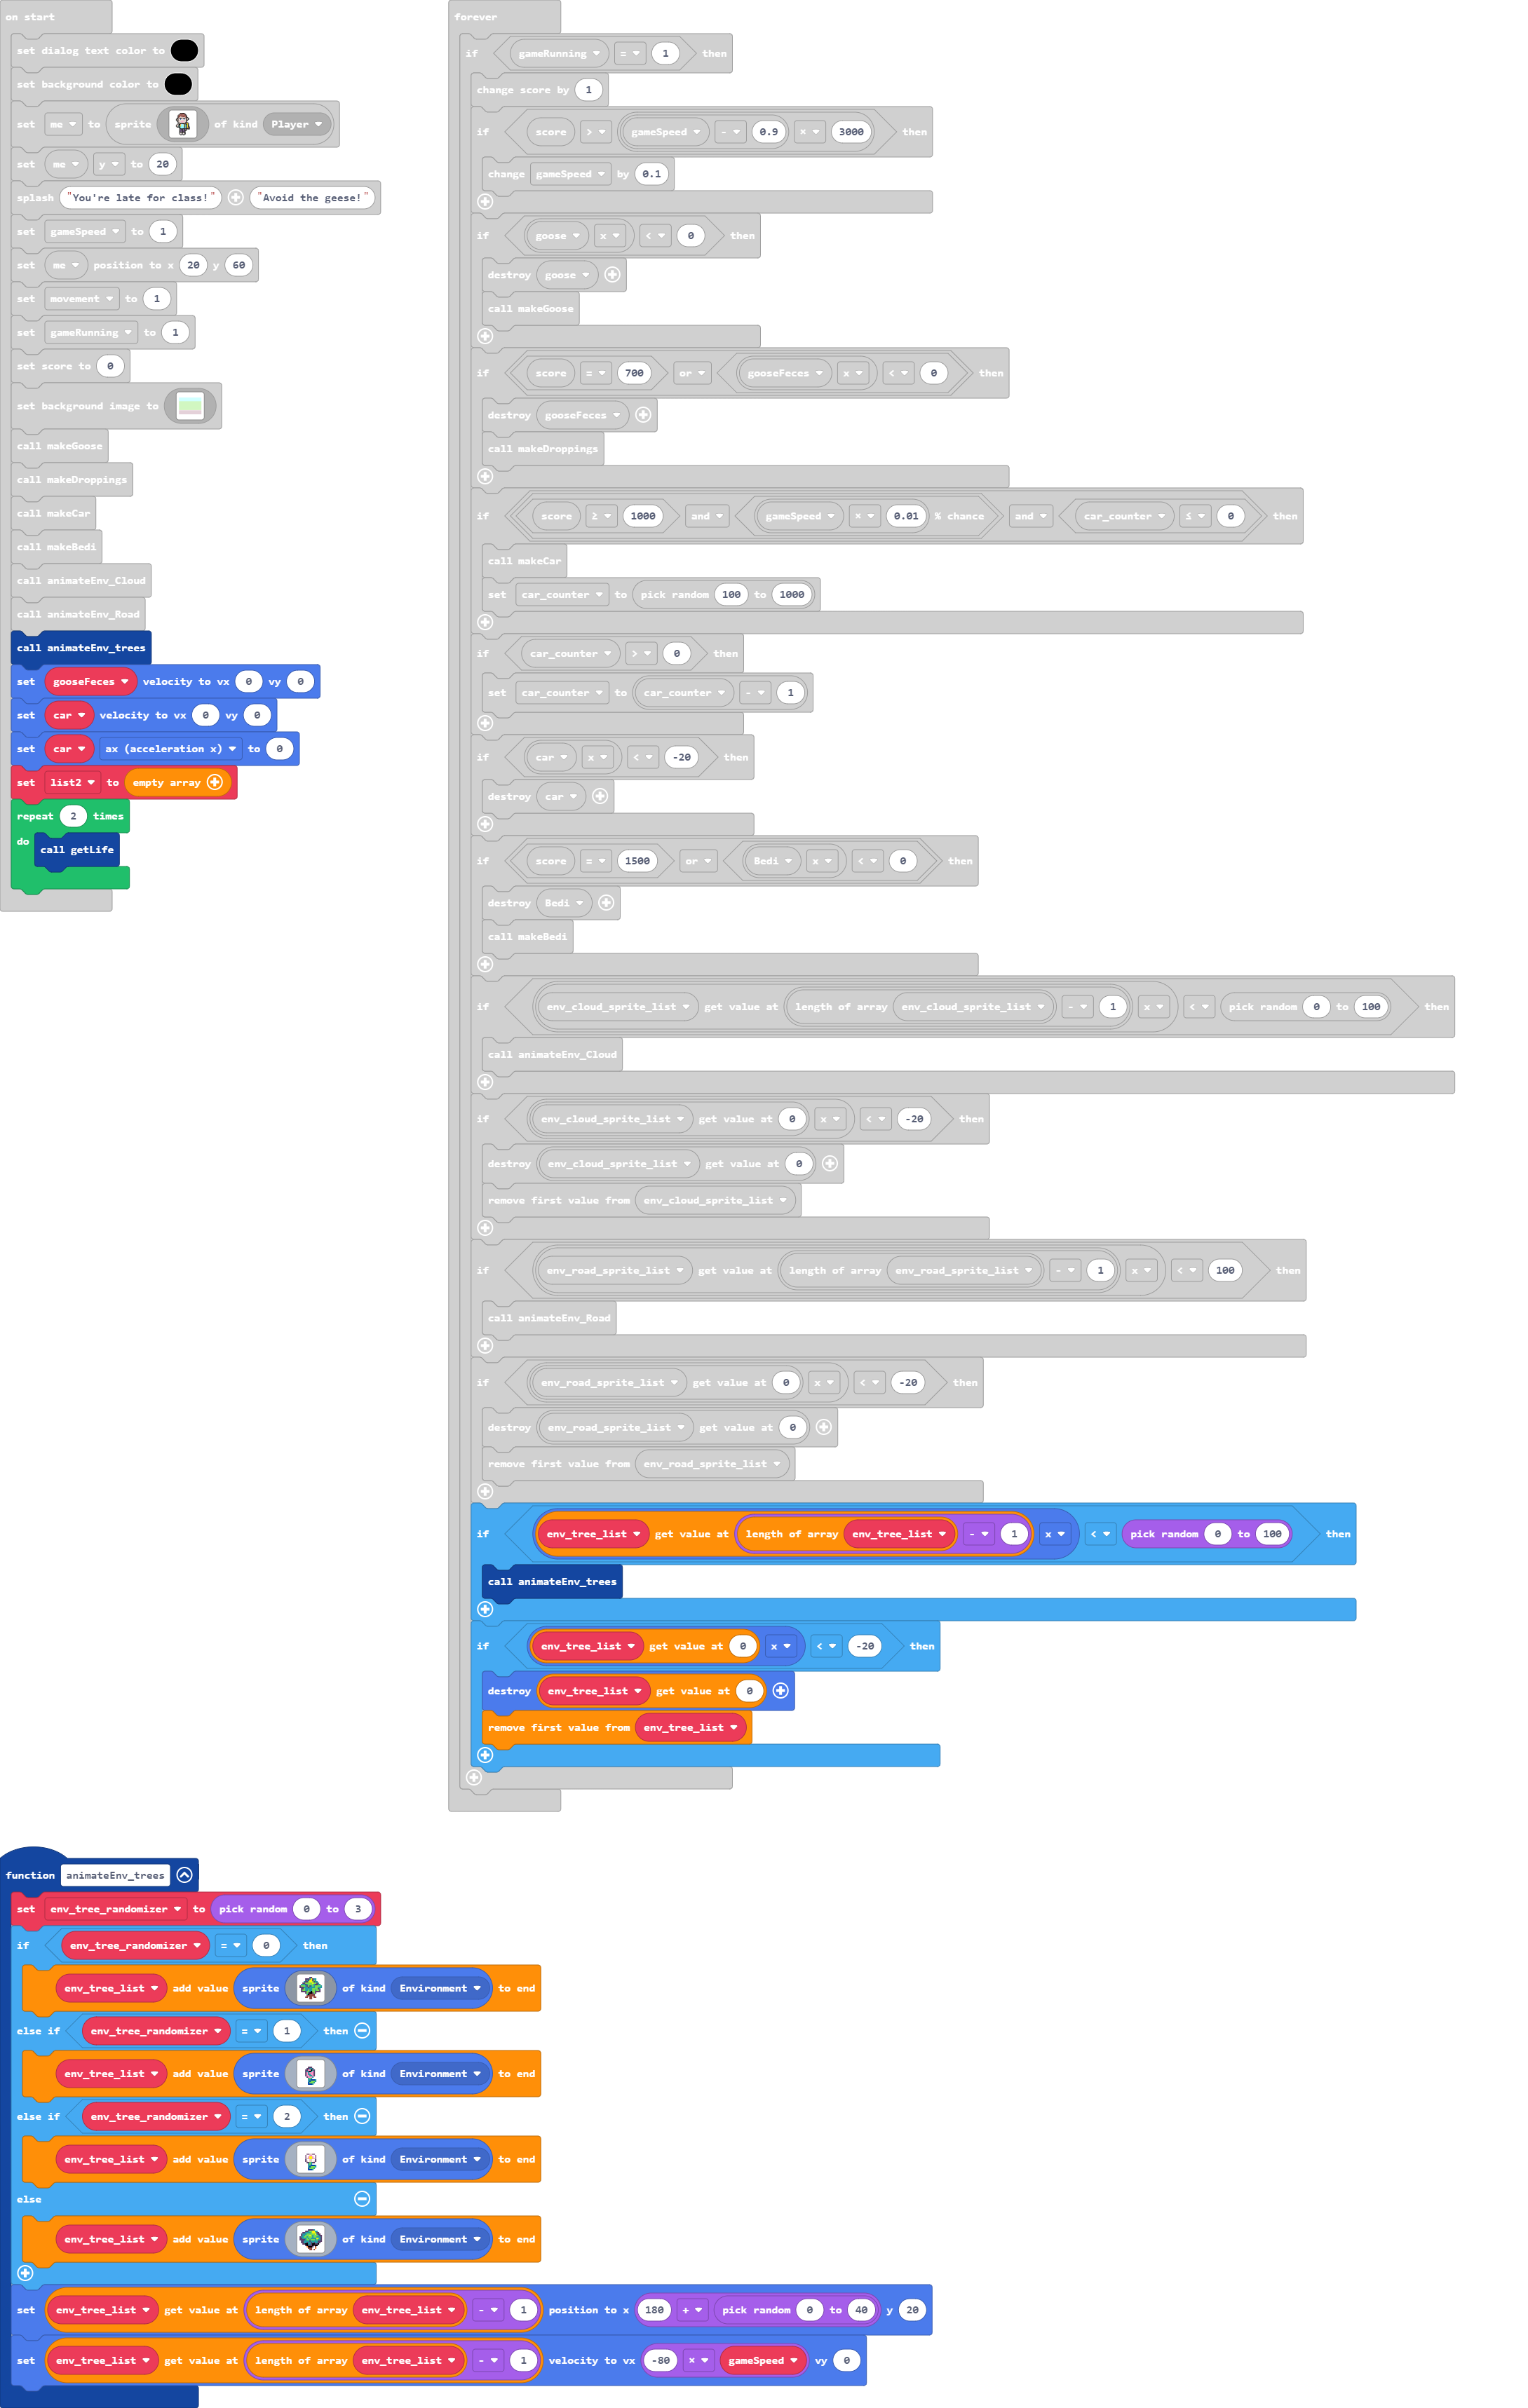 on start
set dialog text color to
set background color to
set me to sprite of kind Player
set me y to 20
splash "You're late for class!" "Avoid the geese!"
set gameSpeed to 1
set me position to x 20 y 60
set movement to 1
set gameRunning to 1
set score to 0
set background image to
call makeGoose
call makeDroppings
call makeCar
call makeBedi
call animateEnv_Cloud
call animateEnv_Road
call animateEnv_trees
set gooseFeces velocity to vx 0 vy 0
set car velocity to vx 0 vy 0
set car ax (acceleration x) to 0
set list2 to empty array
repeat 2 times
do call getLife
forever
if gameRunning = 1 then
change score by 1
if score > gameSpeed - 0.9 × 3000 then
change gameSpeed by 0.1
if goose x < 0 then
destroy goose
call makeGoose
if score = 700 or gooseFeces x < 0 then
destroy gooseFeces
call makeDroppings
if score ≥ 1000 and gameSpeed × 0.01 % chance and car_counter ≤ 0 then
call makeCar
set car_counter to pick random 100 to 1000
if car_counter > 0 then
set car_counter to car_counter - 1
if car x < -20 then
destroy car
if score = 1500 or Bedi x < 0 then
destroy Bedi
call makeBedi
if env_cloud_sprite_list get value at length of array env_cloud_sprite_list - 1 x < pick random 0 to 100 then
call animateEnv_Cloud
if env_cloud_sprite_list get value at 0 x < -20 then
destroy env_cloud_sprite_list get value at 0
remove first value from env_cloud_sprite_list
if env_road_sprite_list get value at length of array env_road_sprite_list - 1 x < 100 then
call animateEnv_Road
if env_road_sprite_list get value at 0 x < -20 then
destroy env_road_sprite_list get value at 0
remove first value from env_road_sprite_list
if env_tree_list get value at length of array env_tree_list - 1 x < pick random 0 to 100 then
call animateEnv_trees
if env_tree_list get value at 0 x < -20 then
destroy env_tree_list get value at 0
remove first value from env_tree_list
function animateEnv_trees
set env_tree_randomizer to pick random 0 to 3
if env_tree_randomizer = 0 then
env_tree_list add value sprite of kind Environment to end
else if env_tree_randomizer = 1 then
env_tree_list add value sprite of kind Environment to end
else if env_tree_randomizer = 2 then
env_tree_list add value sprite of kind Environment to end
else
env_tree_list add value sprite of kind Environment to end
set env_tree_list get value at length of array env_tree_list - 1 position to x 180 + pick random 0 to 40 y 20
set env_tree_list get value at length of array env_tree_list - 1 velocity to vx -80 × gameSpeed vy 0